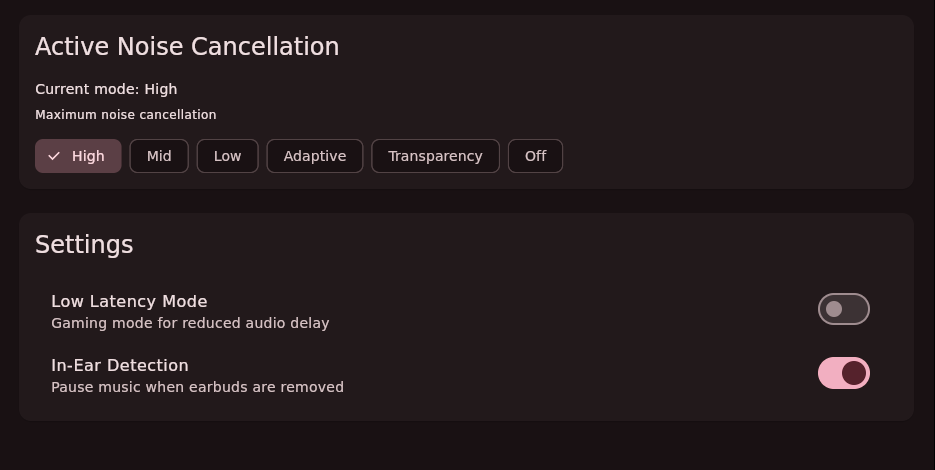 Active Noise Cancellation
Current mode: High
Maximum noise cancellation
High Mid Low Adaptive Transparency Off
Settings
Low Latency Mode
Gaming mode for reduced audio delay
In-Ear Detection
Pause music when earbuds are removed